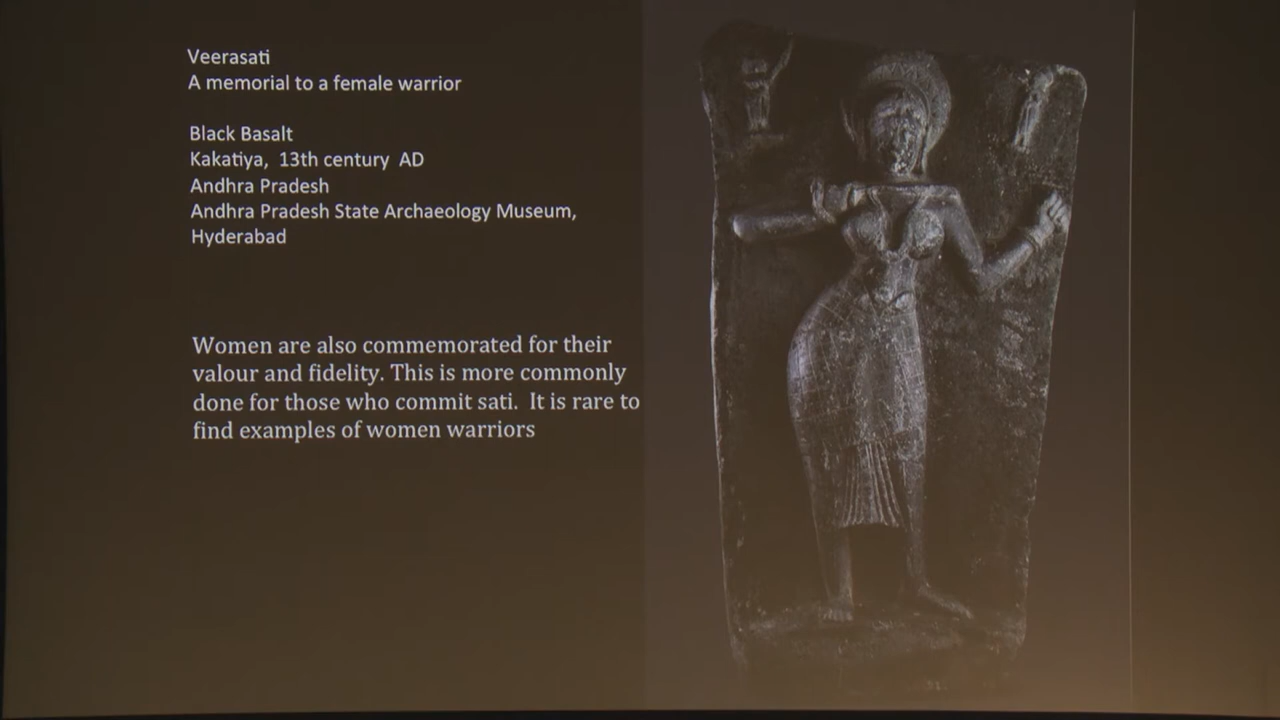 Veerasati
A memorial to a female warrior
Black Basalt
Kakatiya, 13th century AD
Andhra Pradesh
Andhra Pradesh State Archaeology Museum,
Hyderabad
Women are also commemorated for their
valour and fidelity. This is more commonly
done for those who commit sati. It is rare to
find examples of women warriors